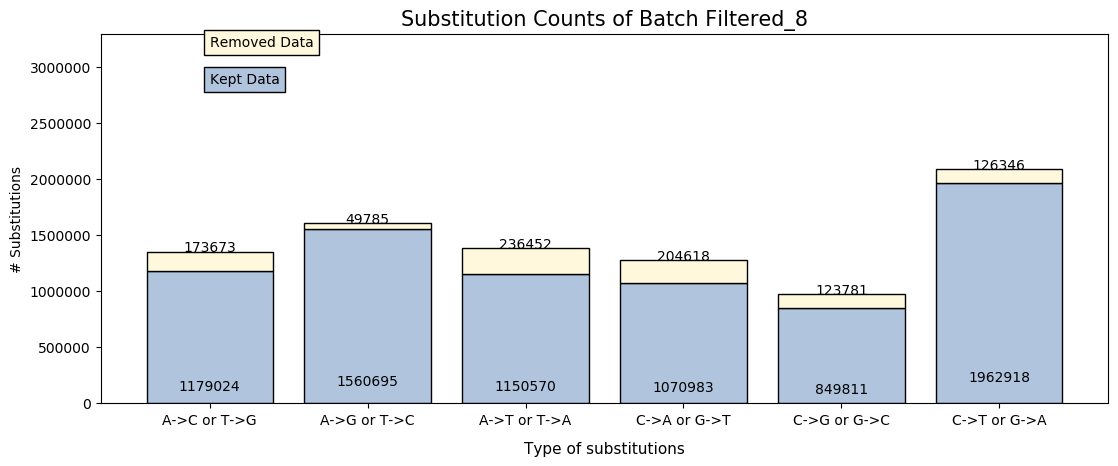 Substitution Counts of Batch Filtered_8
Removed Data
Kept Data
# Substitutions
3000000
2500000
2000000
1500000
1000000
500000
0
173673
49785
236452
204618
123781
126346
1179024
1560695
1150570
1070983
849811
1962918
A->C or T->G
A->G or T->C
A->T or T->A
C->A or G->T
C->G or G->C
C->T or G->A
Type of substitutions